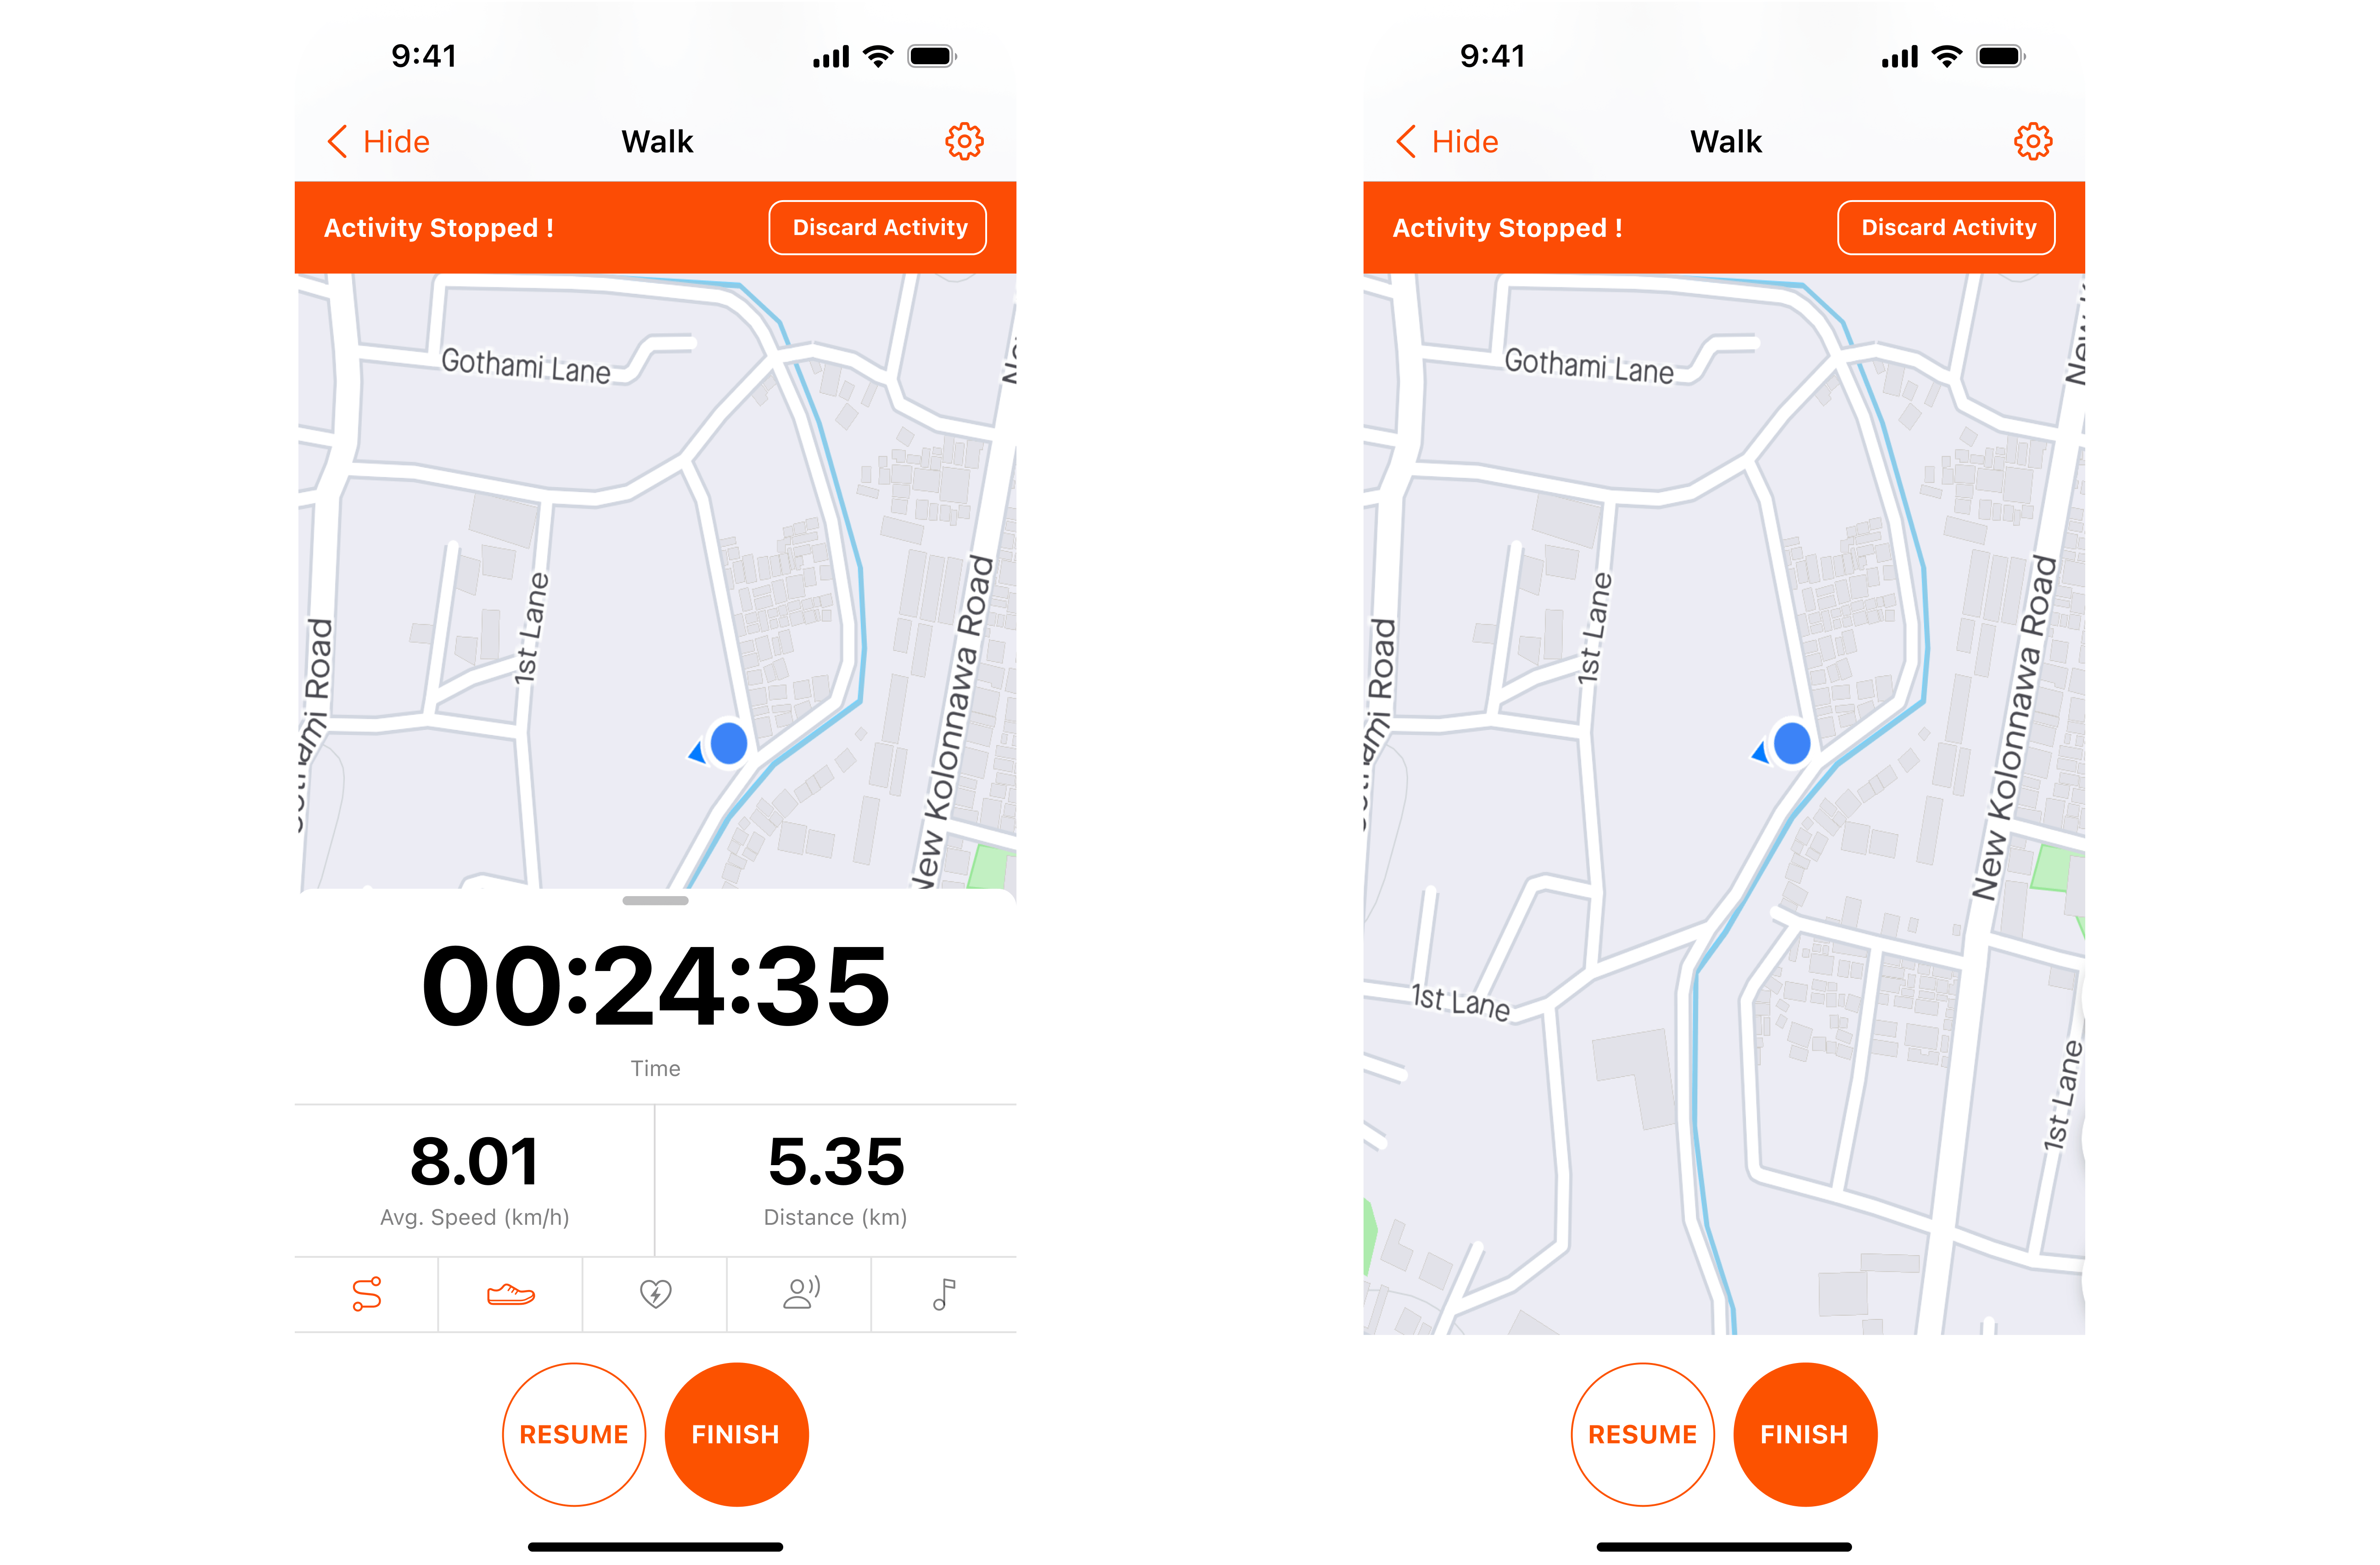 9:41
Hide
Walk
Activity Stopped !
Discard Activity
Gothami Lane
1st Lane
Road
New Kolonnawa Road
00:24:35
Time
8.01
Avg. Speed (km/h)
5.35
Distance (km)
RESUME
FINISH
9:41
Hide
Walk
Activity Stopped !
Discard Activity
Gothami Lane
1st Lane
Road
New Kolonnawa Road
1st Lane
1st Lane
RESUME
FINISH